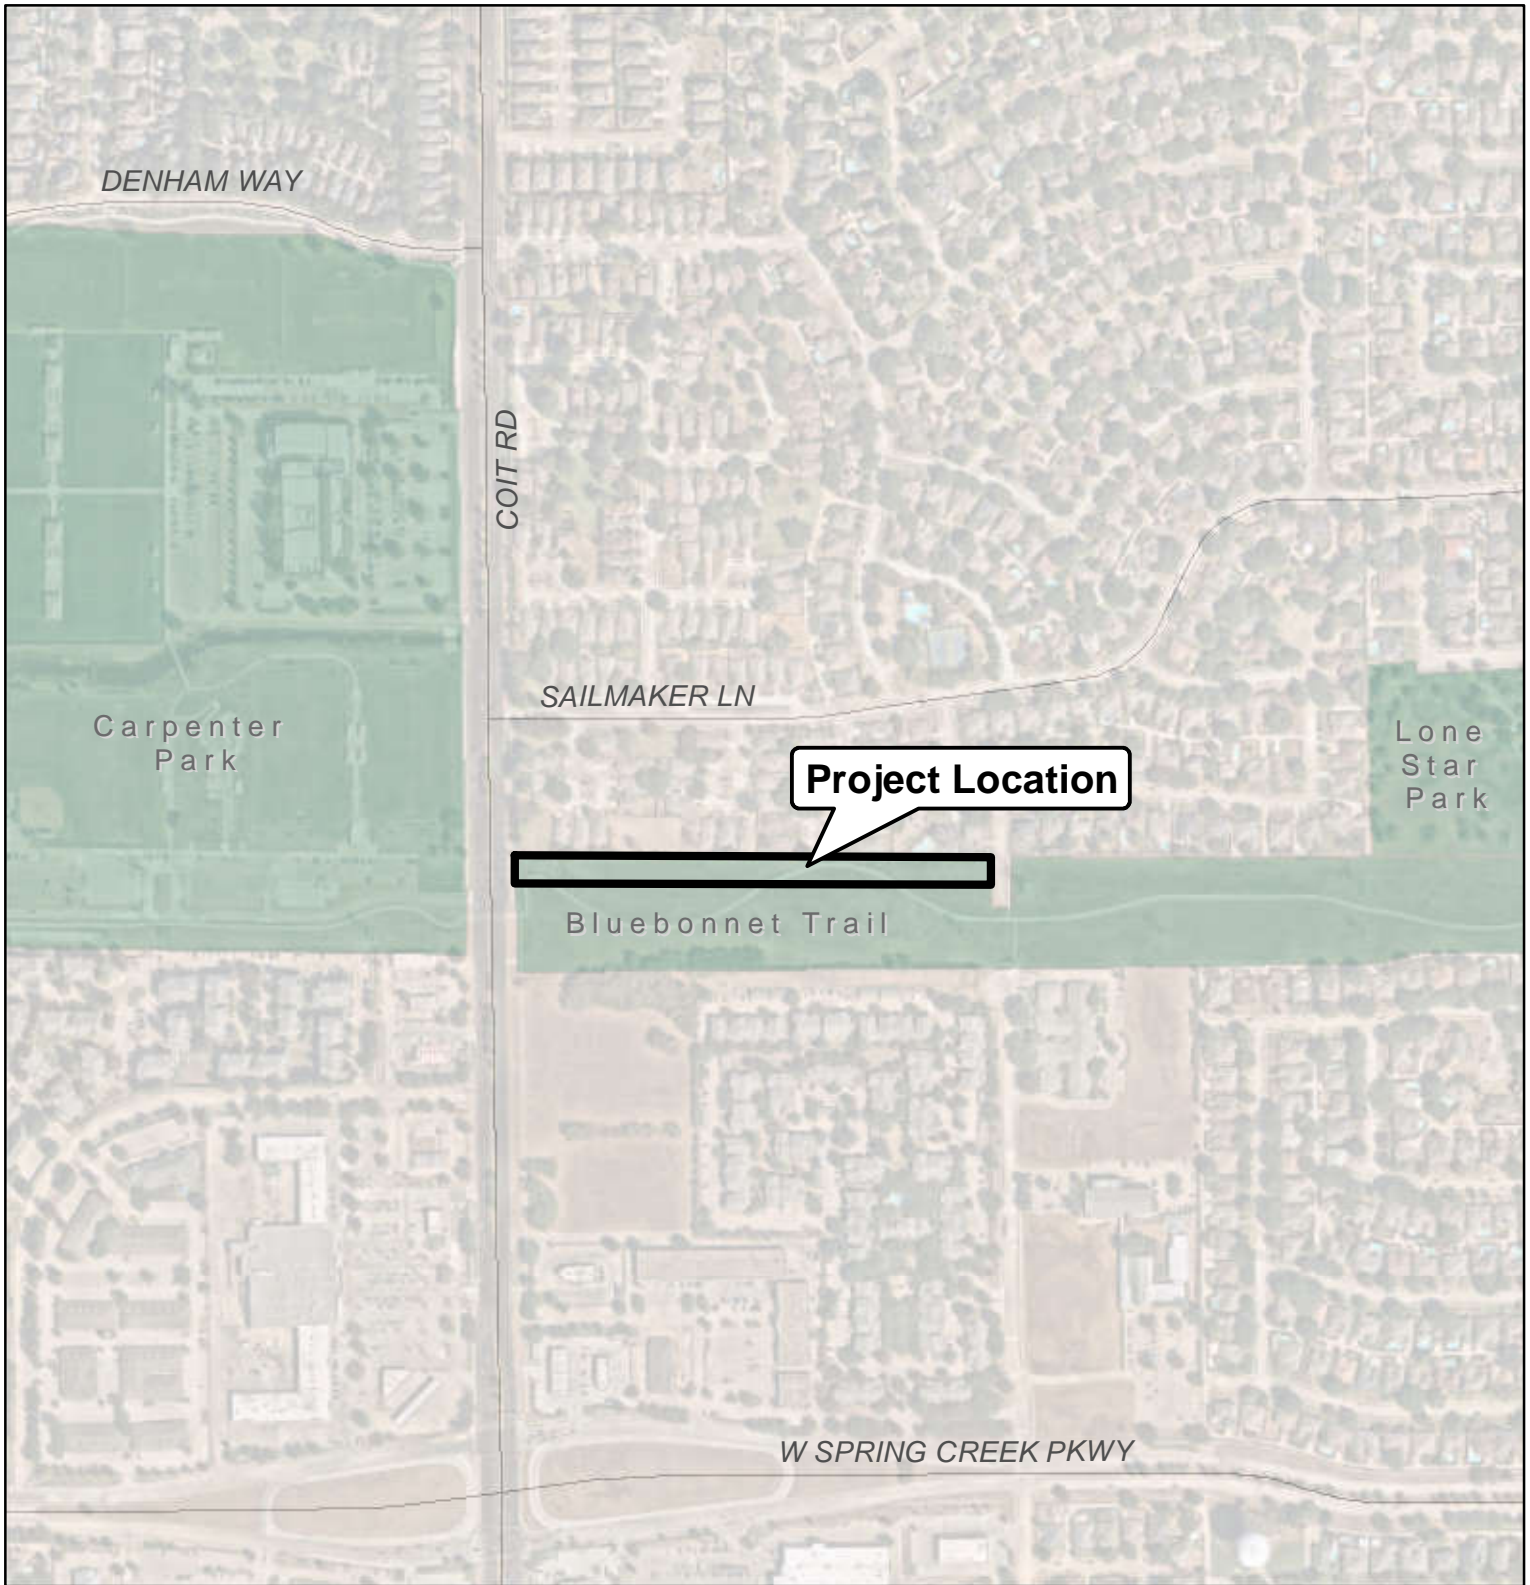 DENHAM WAY
COIT RD
SAILMAKER LN
Carpenter
Park
Lone
Star
Park
Project Location
Bluebonnet Trail
W SPRING CREEK PKWY